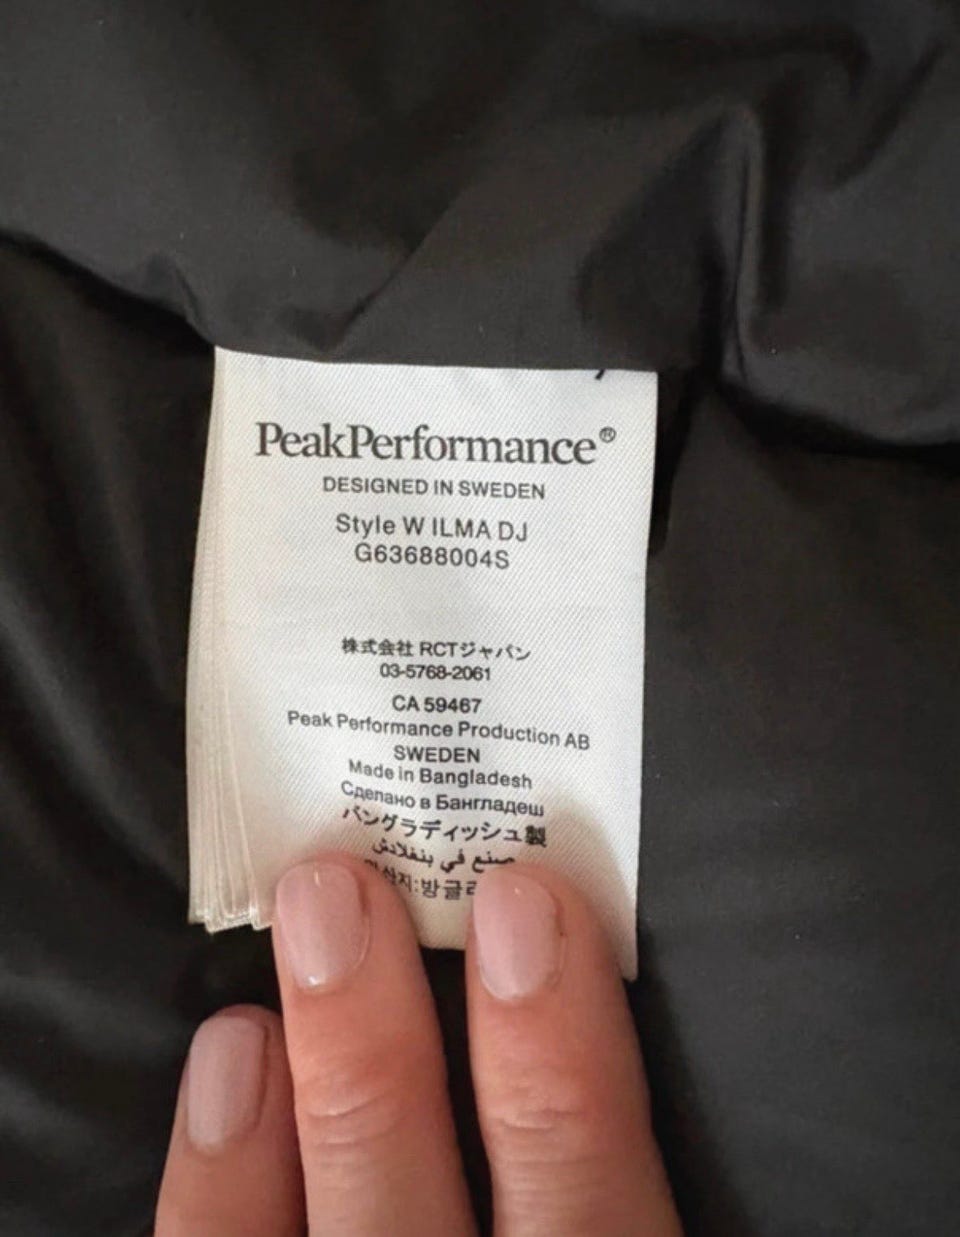 PeakPerformance®
DESIGNED IN SWEDEN
Style W ILMA DJ
G63688004S
株式会社 RCTジャパン
03-5768-2061
CA 59467
Peak Performance Production AB
SWEDEN
Made in Bangladesh
Сделано в Бангладеш
バングラディッシュ製
صنع في بنغلادش